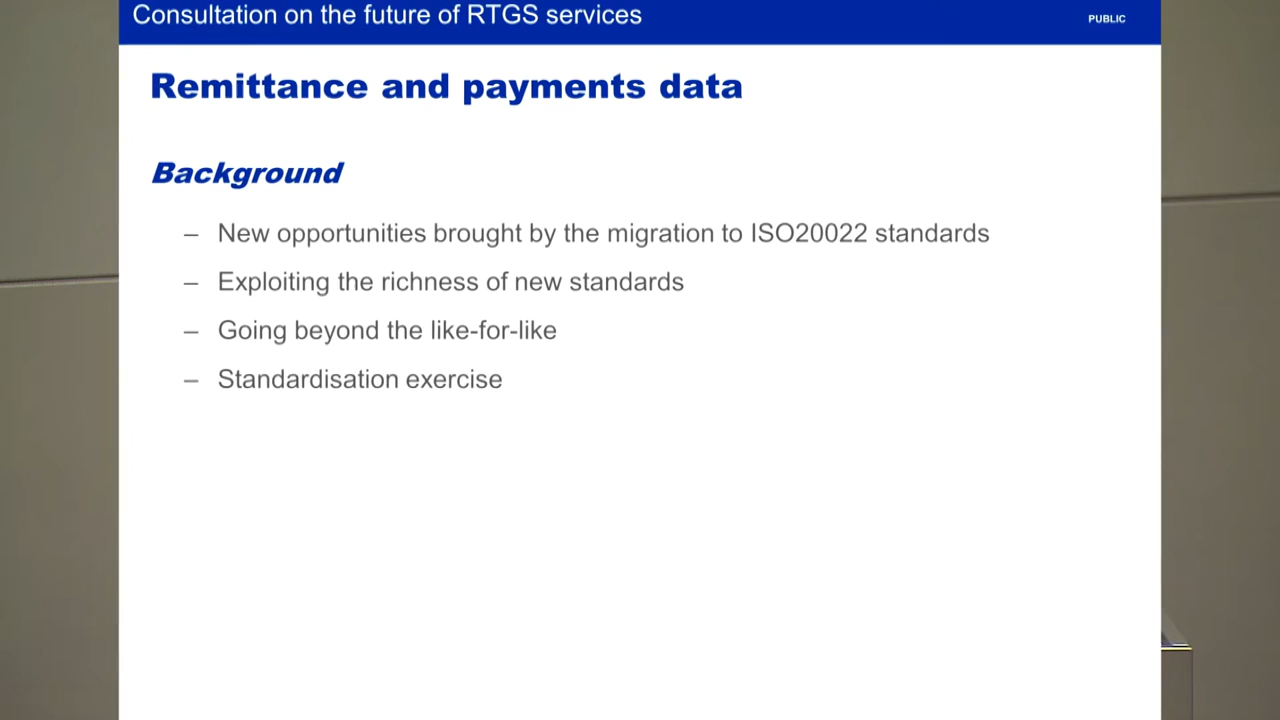 Consultation on the future of RTGS services
PUBLIC
Remittance and payments data
Background
– New opportunities brought by the migration to ISO20022 standards
– Exploiting the richness of new standards
– Going beyond the like-for-like
– Standardisation exercise